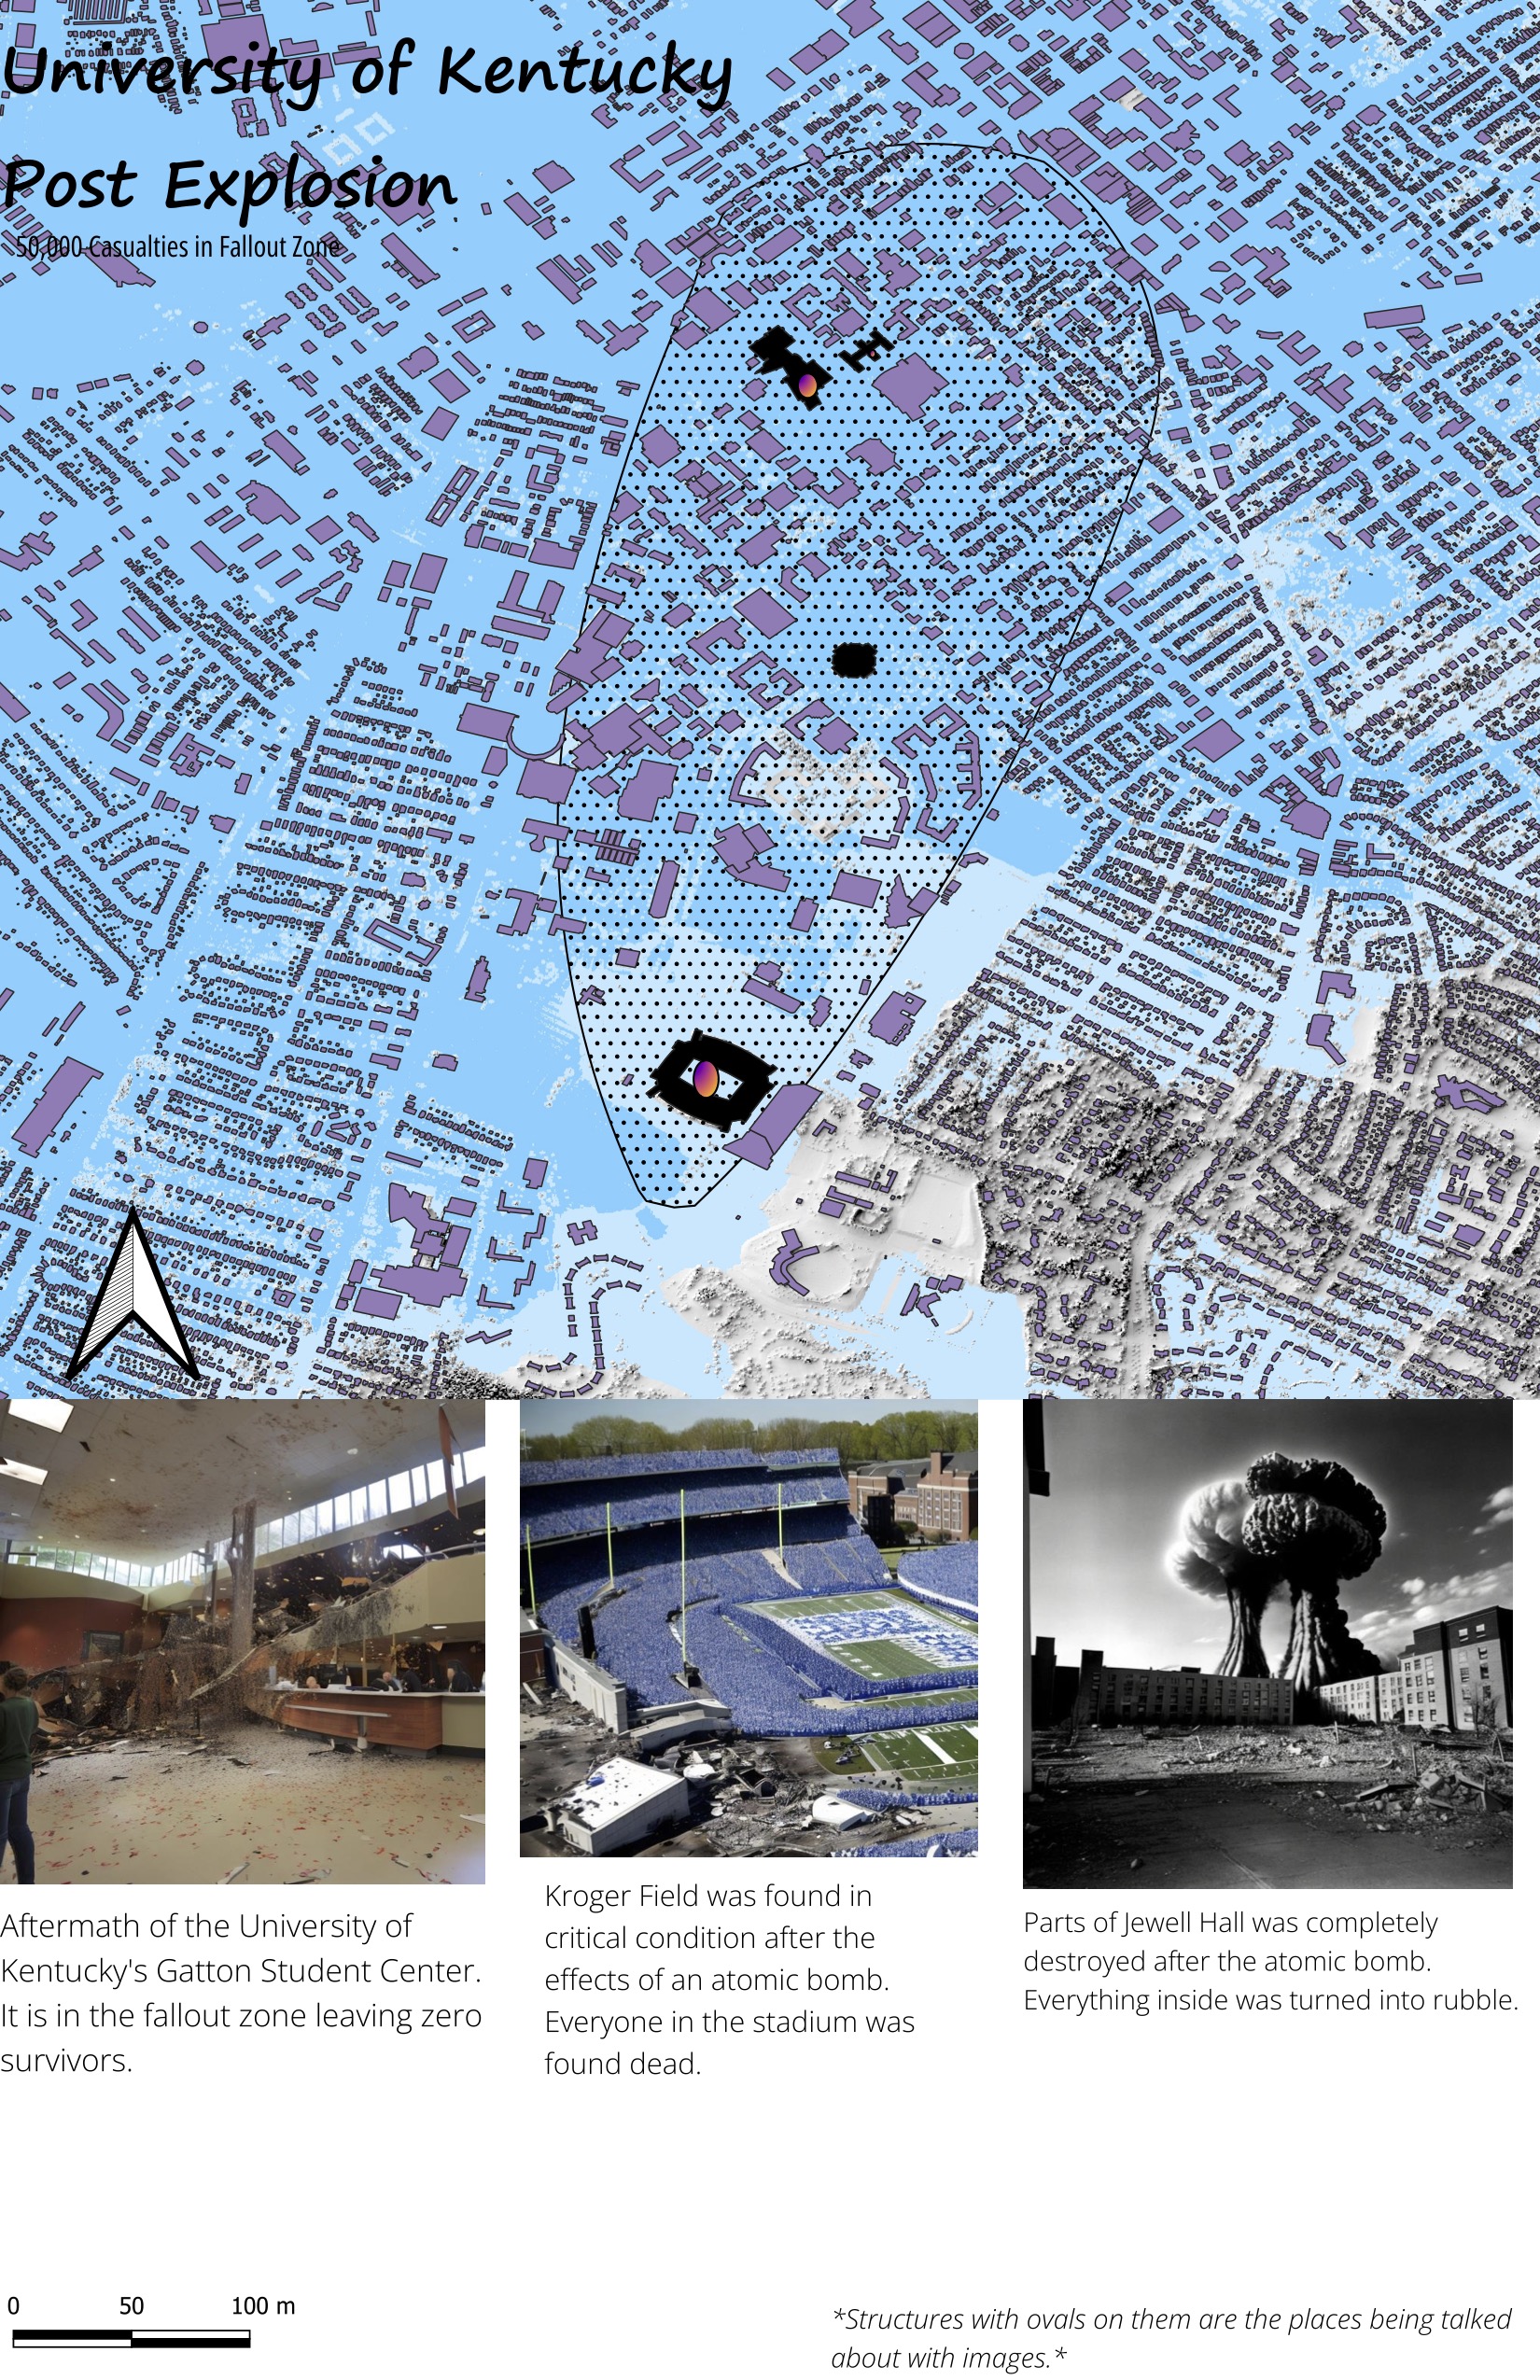 University of Kentucky
Post Explosion
50,000 Casualties in Fallout Zone
Aftermath of the University of
Kentucky's Gatton Student Center.
It is in the fallout zone leaving zero
survivors.
Kroger Field was found in
critical condition after the
effects of an atomic bomb.
Everyone in the stadium was
found dead.
Parts of Jewell Hall was completely
destroyed after the atomic bomb.
Everything inside was turned into rubble.
0 50 100 m
*Structures with ovals on them are the places being talked
about with images.*